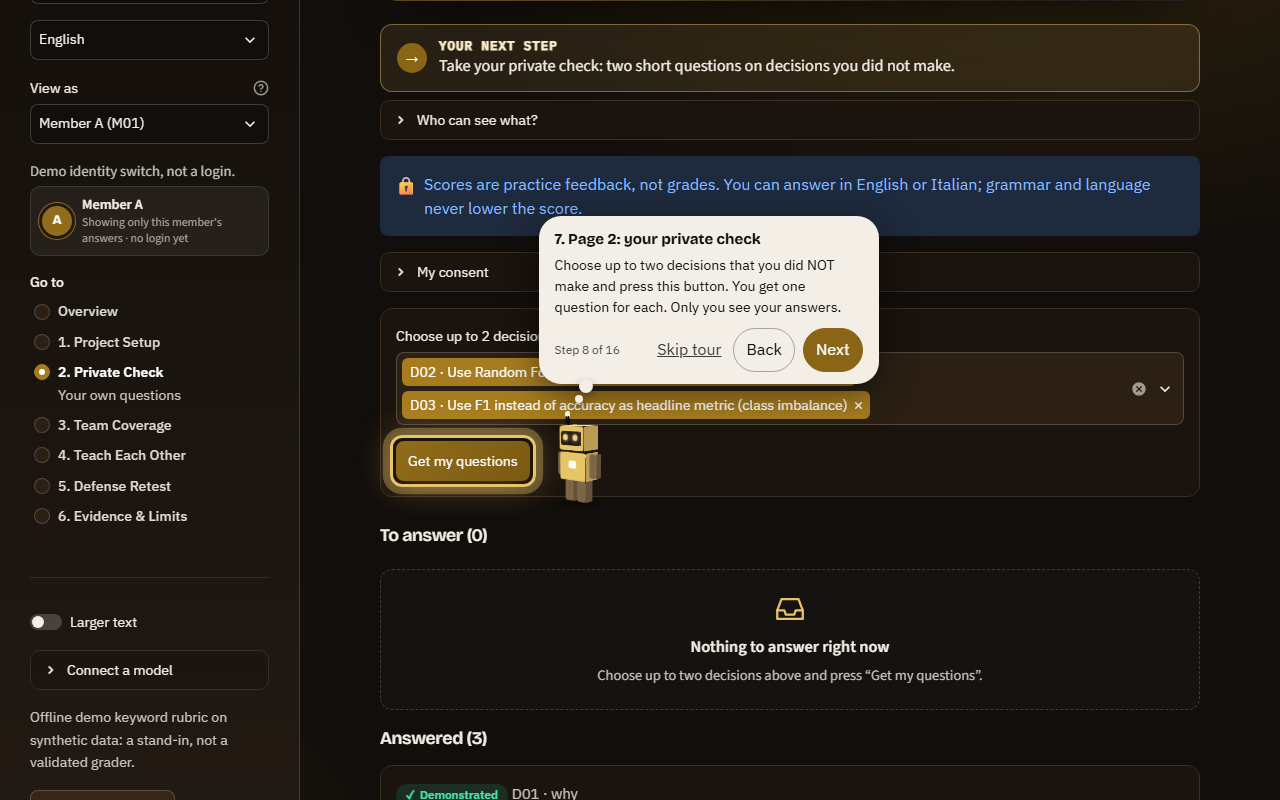 English
View as
Member A (M01)
Demo identity switch, not a login.
A
Member A
Showing only this member's
answers · no login yet
Go to
Overview
1. Project Setup
2. Private Check
Your own questions
3. Team Coverage
4. Teach Each Other
5. Defense Retest
6. Evidence & Limits
Larger text
Connect a model
Offline demo keyword rubric on
synthetic data: a stand-in, not a
validated grader.
YOUR NEXT STEP
Take your private check: two short questions on decisions you did not make.
Who can see what?
Scores are practice feedback, not grades. You can answer in English or Italian; grammar and language
never lower the score.
My consent
7. Page 2: your private check
Choose up to two decisions that you did NOT
make and press this button. You get one
question for each. Only you see your answers.
Step 8 of 16
Skip tour
Back
Next
Choose up to 2
D02 · Use Random
D03 · Use F1 instead of accuracy as headline metric (class imbalance) ×
Get my questions
To answer (0)
Nothing to answer right now
Choose up to two decisions above and press “Get my questions”.
Answered (3)
✓ Demonstrated D01 · why